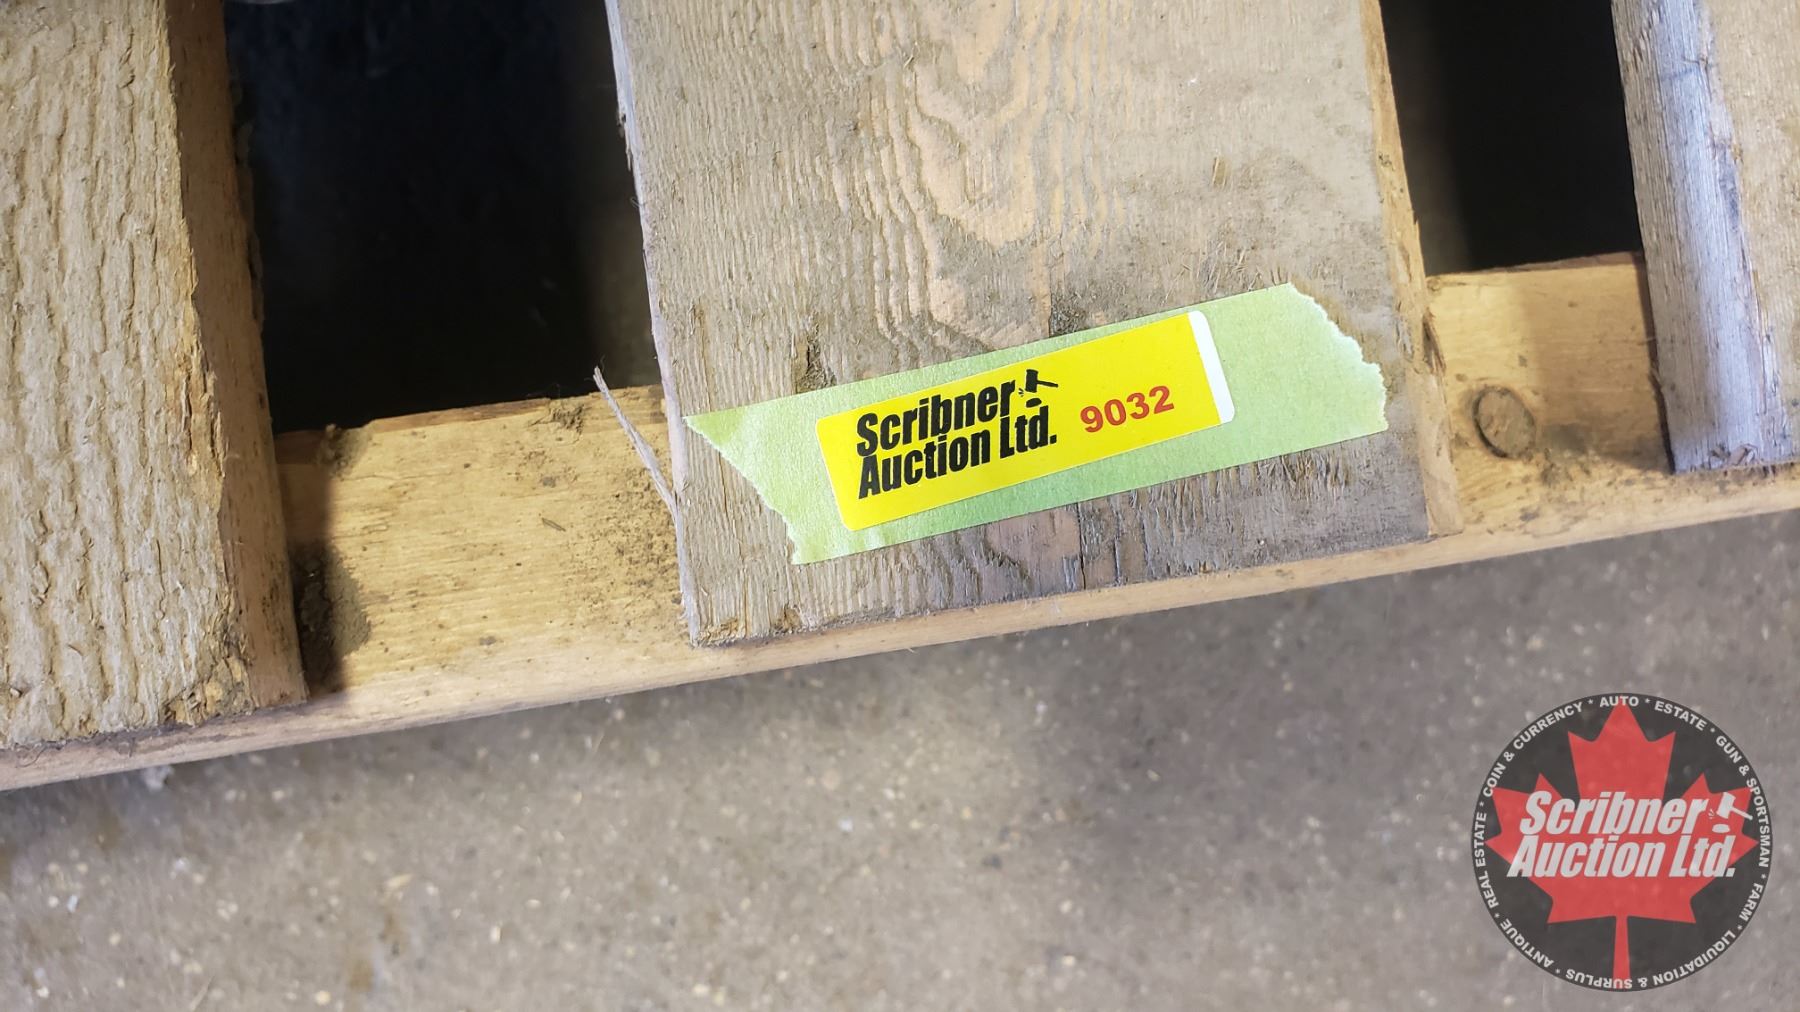 Scribner
Auction Ltd.
9032
Scribner
Auction Ltd.
ANTIQUE * REAL ESTATE * COIN & CURRENCY * AUTO * ESTATE * GUN & SPORTSMAN * FARM * LIQUIDATION & SURPLUS *